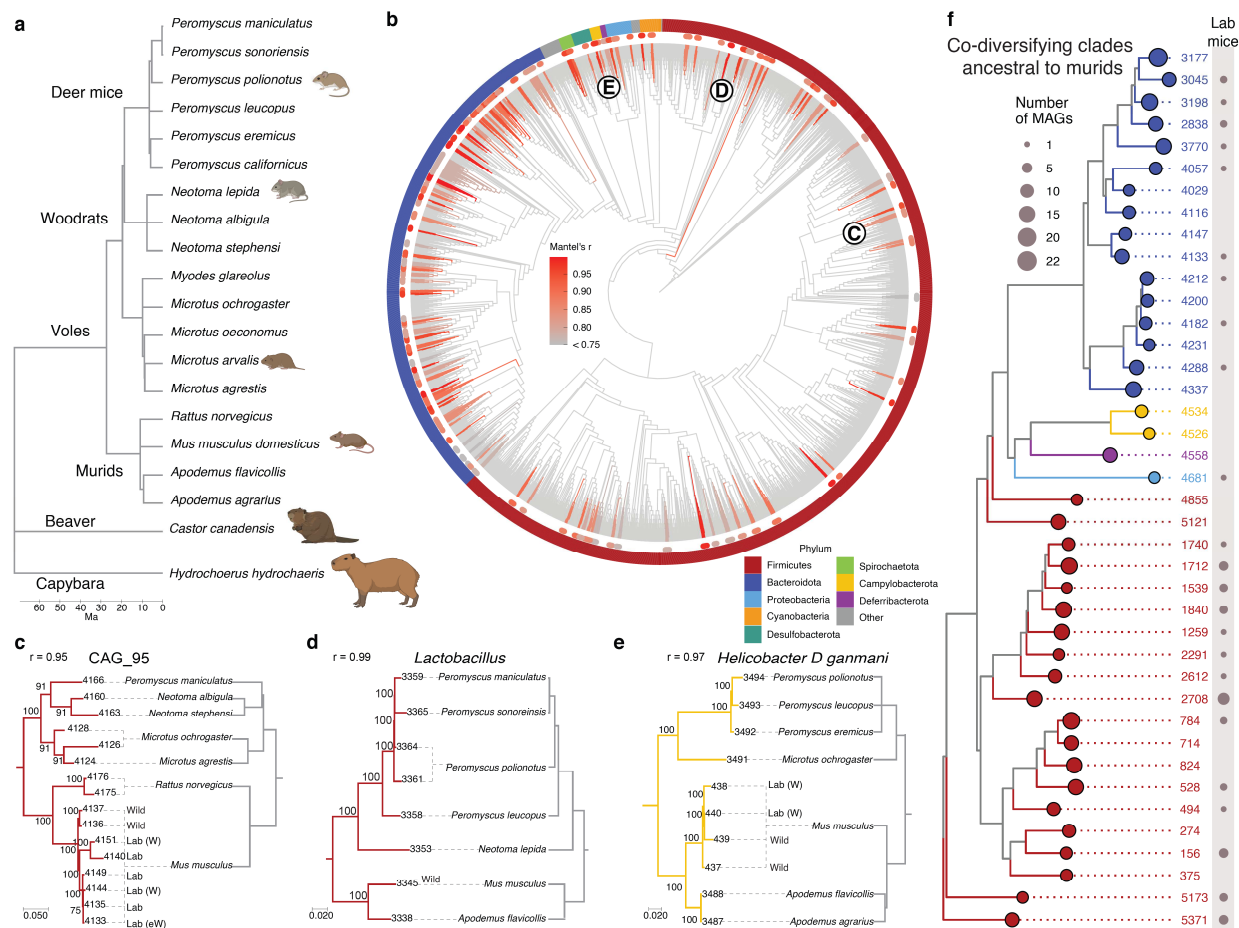 a
Peromyscus maniculatus
Peromyscus sonoriensis
Peromyscus polionotus
Deer mice
Peromyscus leucopus
Peromyscus eremicus
Peromyscus californicus
Neotoma lepida
Woodrats
Neotoma albigula
Neotoma stephensi
Myodes glareolus
Microtus ochrogaster
Voles
Microtus oeconomus
Microtus arvalis
Microtus agrestis
Rattus norvegicus
Mus musculus domesticus
Murids
Apodemus flavicollis
Apodemus agrarius
Beaver
Castor canadensis
Capybara
Hydrochoerus hydrochaeris
60 50 40 30 20 10 0
Ma
b
E
D
C
Mantel's r
0.95
0.90
0.85
0.80
< 0.75
Phylum
Firmicutes
Bacteroidota
Proteobacteria
Cyanobacteria
Desulfobacterota
Spirochaetota
Campylobacterota
Deferribacterota
Other
c
r = 0.95
CAG_95
4166
Peromyscus maniculatus
91
4160
Neotoma albigula
100
91
4163
Neotoma stephensi
4128
Microtus ochrogaster
91
4126
91
4124
Microtus agrestis
4176
100
Rattus norvegicus
4175
100
4137
Wild
100
4136
Wild
4151
Lab (W)
100
100
4140
Lab
Mus musculus
4149
Lab
100
4144
Lab (W)
4135
Lab
75
4133
Lab (eW)
0.050
d
r = 0.99
Lactobacillus
3359
Peromyscus maniculatus
100
3365
Peromyscus sonoreinsis
100
100
3364
Peromyscus polionotus
100
3361
3358
Peromyscus leucopus
100
3353
Neotoma lepida
3345
Wild
Mus musculus
100
3338
Apodemus flavicollis
0.020
e
r = 0.97
Helicobacter D ganmani
3494
Peromyscus polionotus
100
3493
Peromyscus leucopus
100
3492
Peromyscus eremicus
100
3491
Microtus ochrogaster
438
Lab (W)
100
440
Lab (W)
Mus musculus
100
439
Wild
100
437
Wild
100
3488
Apodemus flavicollis
100
3487
Apodemus agrarius
0.020
f
Lab
mice
Co-diversifying clades
ancestral to murids
Number
of MAGs
1
5
10
15
20
22
3177
3045
3198
2838
3770
4057
4029
4116
4147
4133
4212
4200
4182
4231
4288
4337
4534
4526
4558
4681
4855
5121
1740
1712
1539
1840
1259
2291
2612
2708
784
714
824
528
494
274
156
375
5173
5371